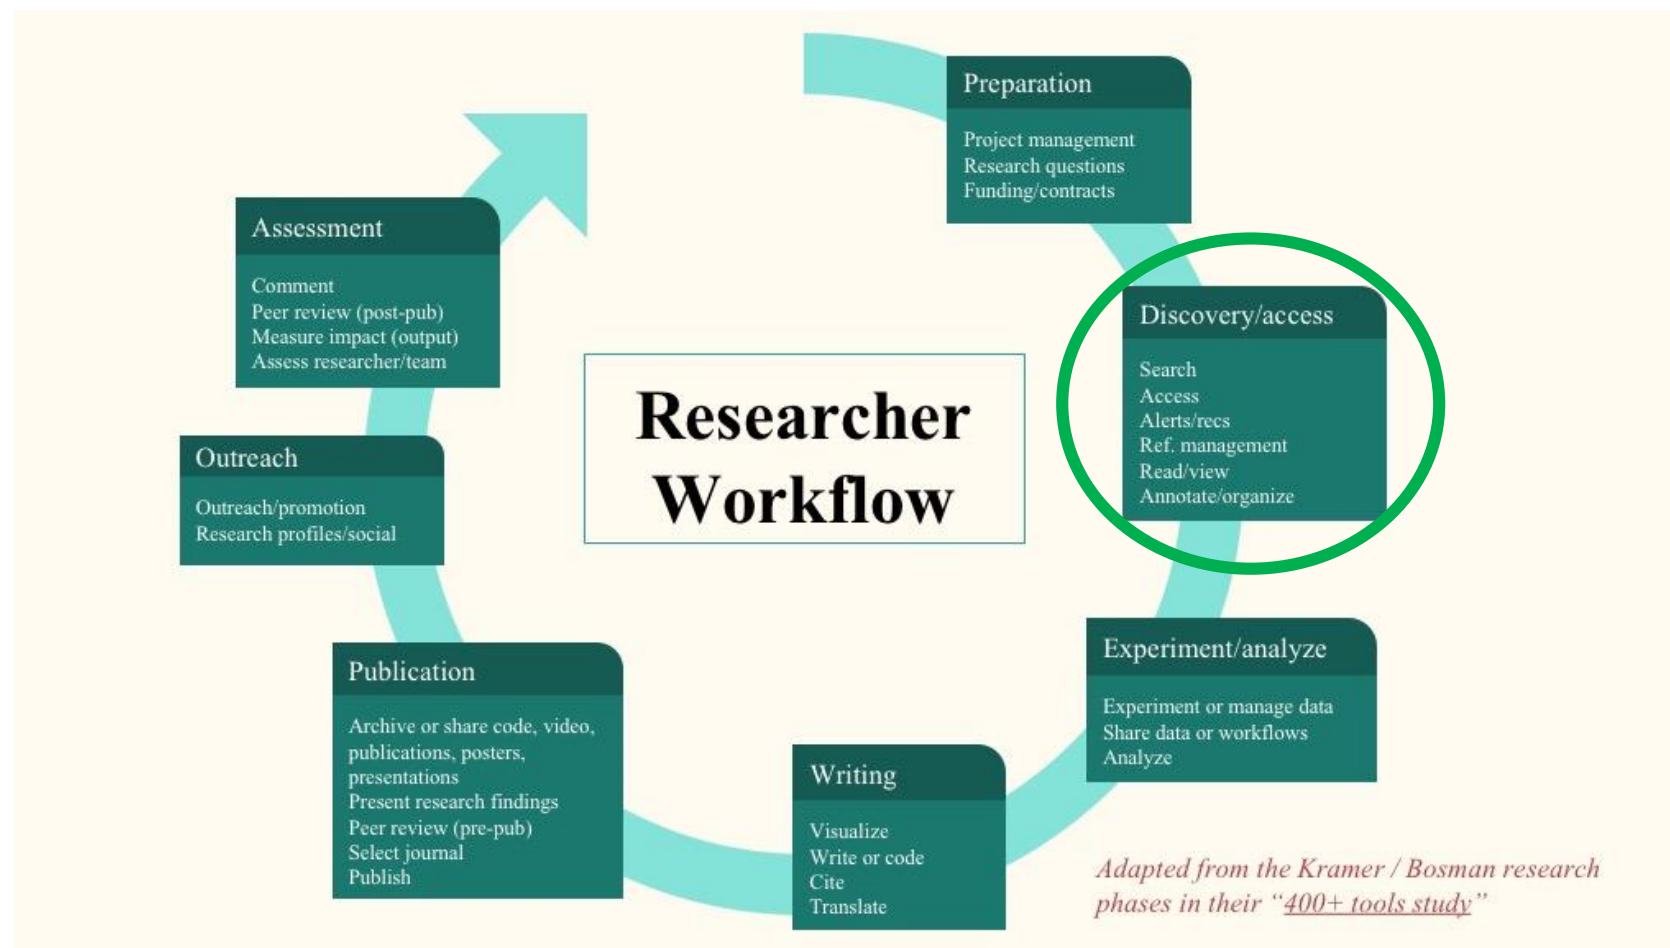 Researcher
Workflow
Preparation
Project management
Research questions
Funding/contracts
Discovery/access
Search
Access
Alerts/recs
Ref. management
Read/view
Annotate/organize
Experiment/analyze
Experiment or manage data
Share data or workflows
Analyze
Writing
Visualize
Write or code
Cite
Translate
Publication
Archive or share code, video,
publications, posters,
presentations
Present research findings
Peer review (pre-pub)
Select journal
Publish
Outreach
Outreach/promotion
Research profiles/social
Assessment
Comment
Peer review (post-pub)
Measure impact (output)
Assess researcher/team
Adapted from the Kramer / Bosman research
phases in their “400+ tools study”